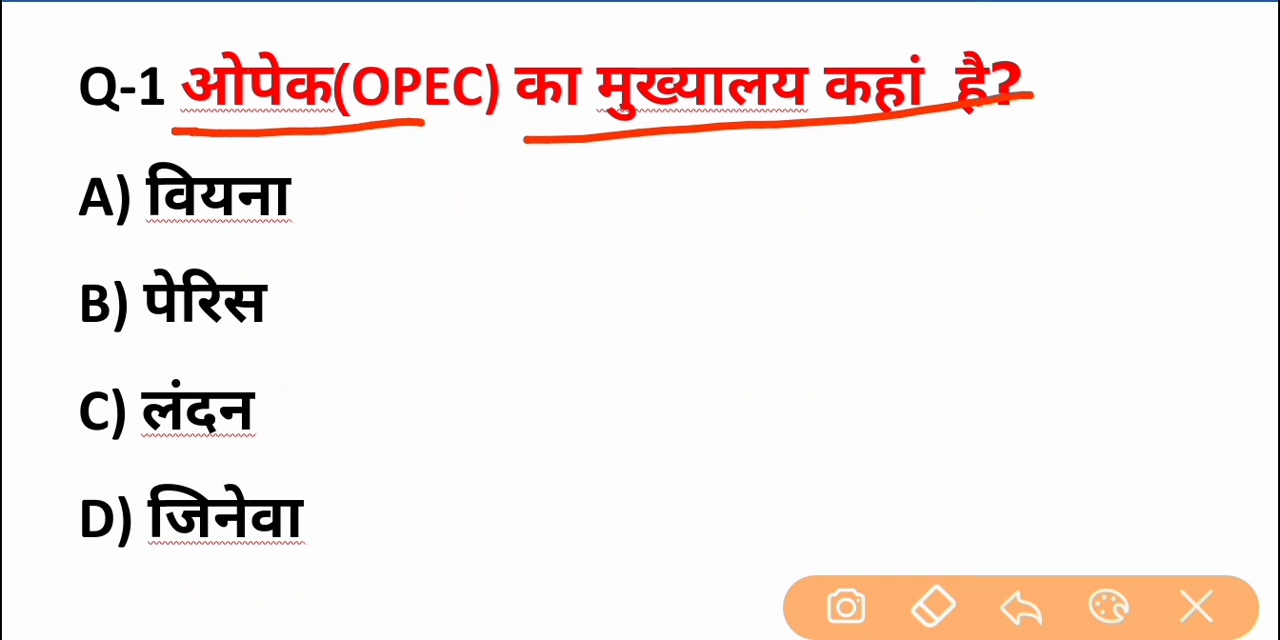 Q-1 ओपेक(OPEC) का मुख्यालय कहां है?
A) वियना
B) पेरिस
C) लंदन
D) जिनेवा